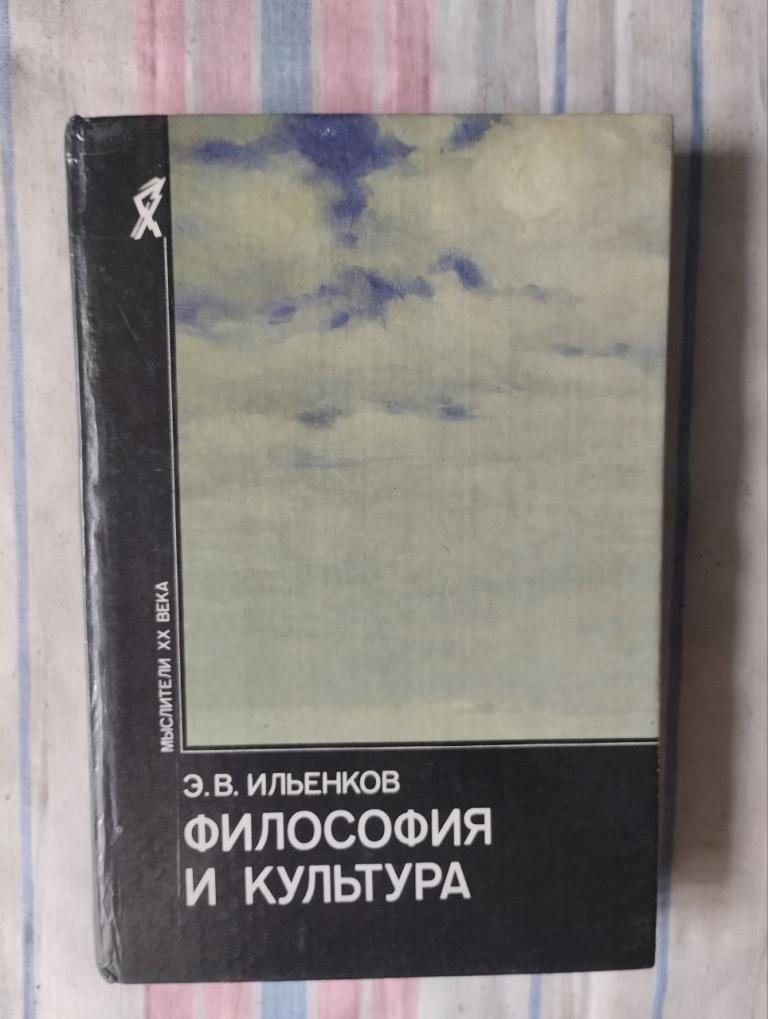 МЫСЛИТЕЛИ XX ВЕКА
Э.В. ИЛЬЕНКОВ
ФИЛОСОФИЯ
И КУЛЬТУРА